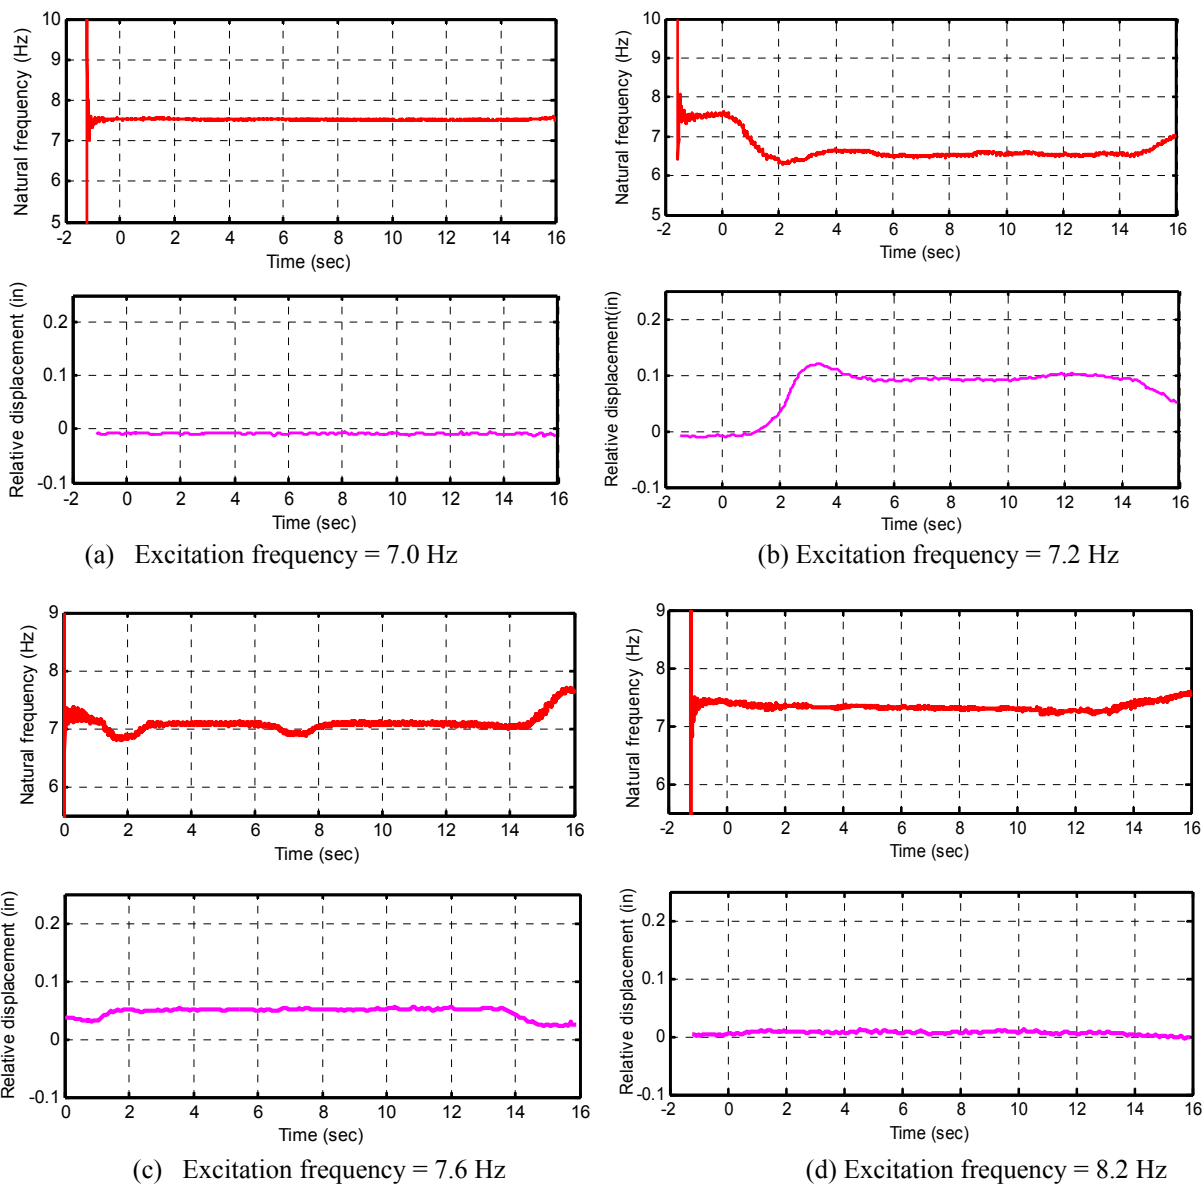 10
9
8
7
6
5
-2 0 2 4 6 8 10 12 14 16
Natural frequency (Hz)
Time (sec)
10
9
8
7
6
5
-2 0 2 4 6 8 10 12 14 16
Natural frequency (Hz)
Time (sec)
0.2
0.1
0
-0.1
-2 0 2 4 6 8 10 12 14 16
Relative displacement (in)
Time (sec)
0.2
0.1
0
-0.1
-2 0 2 4 6 8 10 12 14 16
Relative displacement(in)
Time (sec)
(a) Excitation frequency = 7.0 Hz
(b) Excitation frequency = 7.2 Hz
9
8
7
6
0 2 4 6 8 10 12 14 16
Natural frequency (Hz)
Time (sec)
9
8
7
6
-2 0 2 4 6 8 10 12 14 16
Natural frequency (Hz)
Time (sec)
0.2
0.1
0
-0.1
0 2 4 6 8 10 12 14 16
Relative displacement (in)
Time (sec)
0.2
0.1
0
-0.1
-2 0 2 4 6 8 10 12 14 16
Relative displacement (in)
Time (sec)
(c) Excitation frequency = 7.6 Hz
(d) Excitation frequency = 8.2 Hz